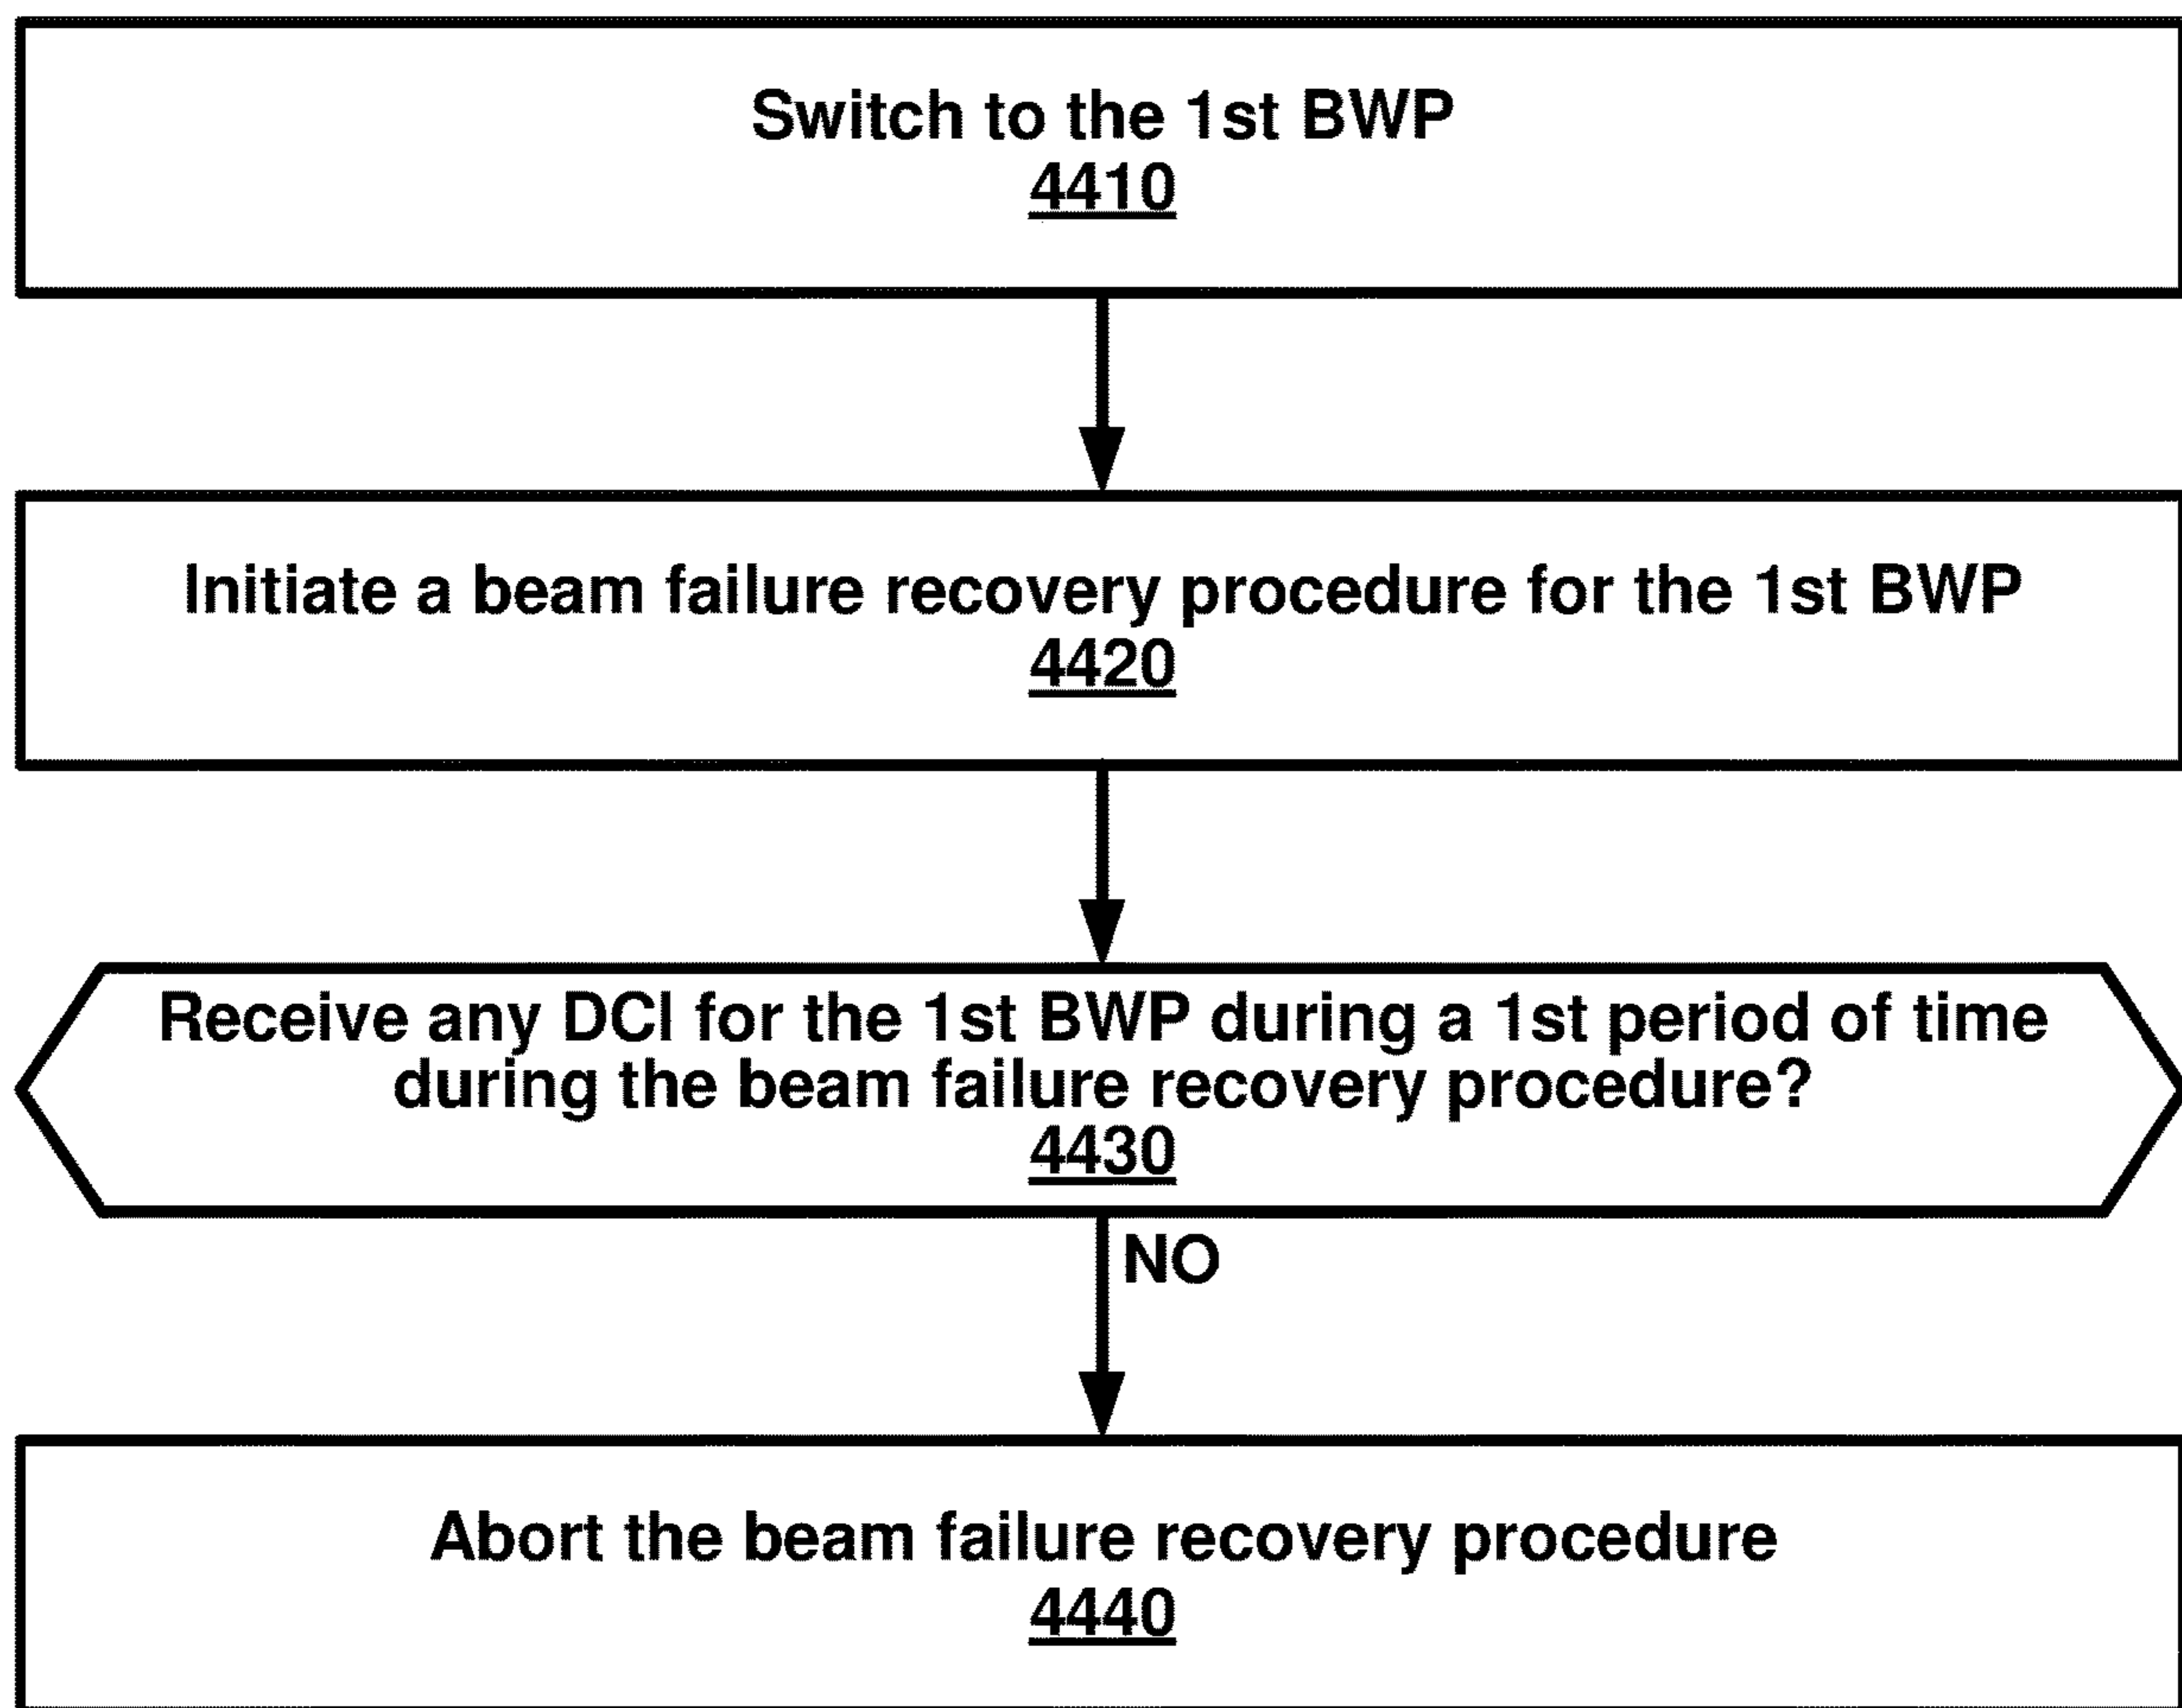 Switch to the 1st BWP
4410
Initiate a beam failure recovery procedure for the 1st BWP
4420
Receive any DCI for the 1st BWP during a 1st period of time
during the beam failure recovery procedure?
4430
NO
Abort the beam failure recovery procedure
4440